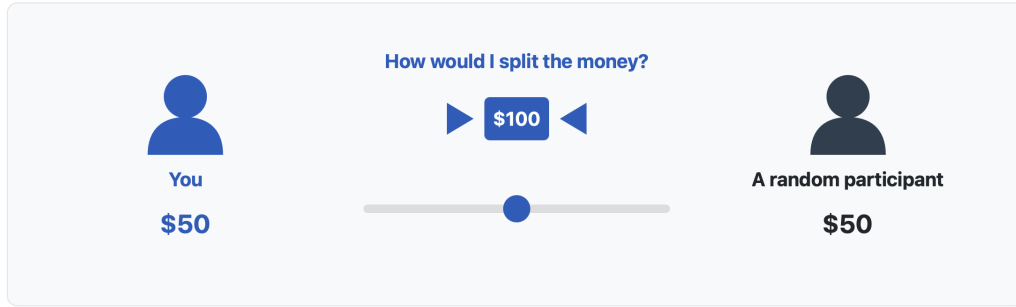 How would I split the money?
$100
You
$50
A random participant
$50